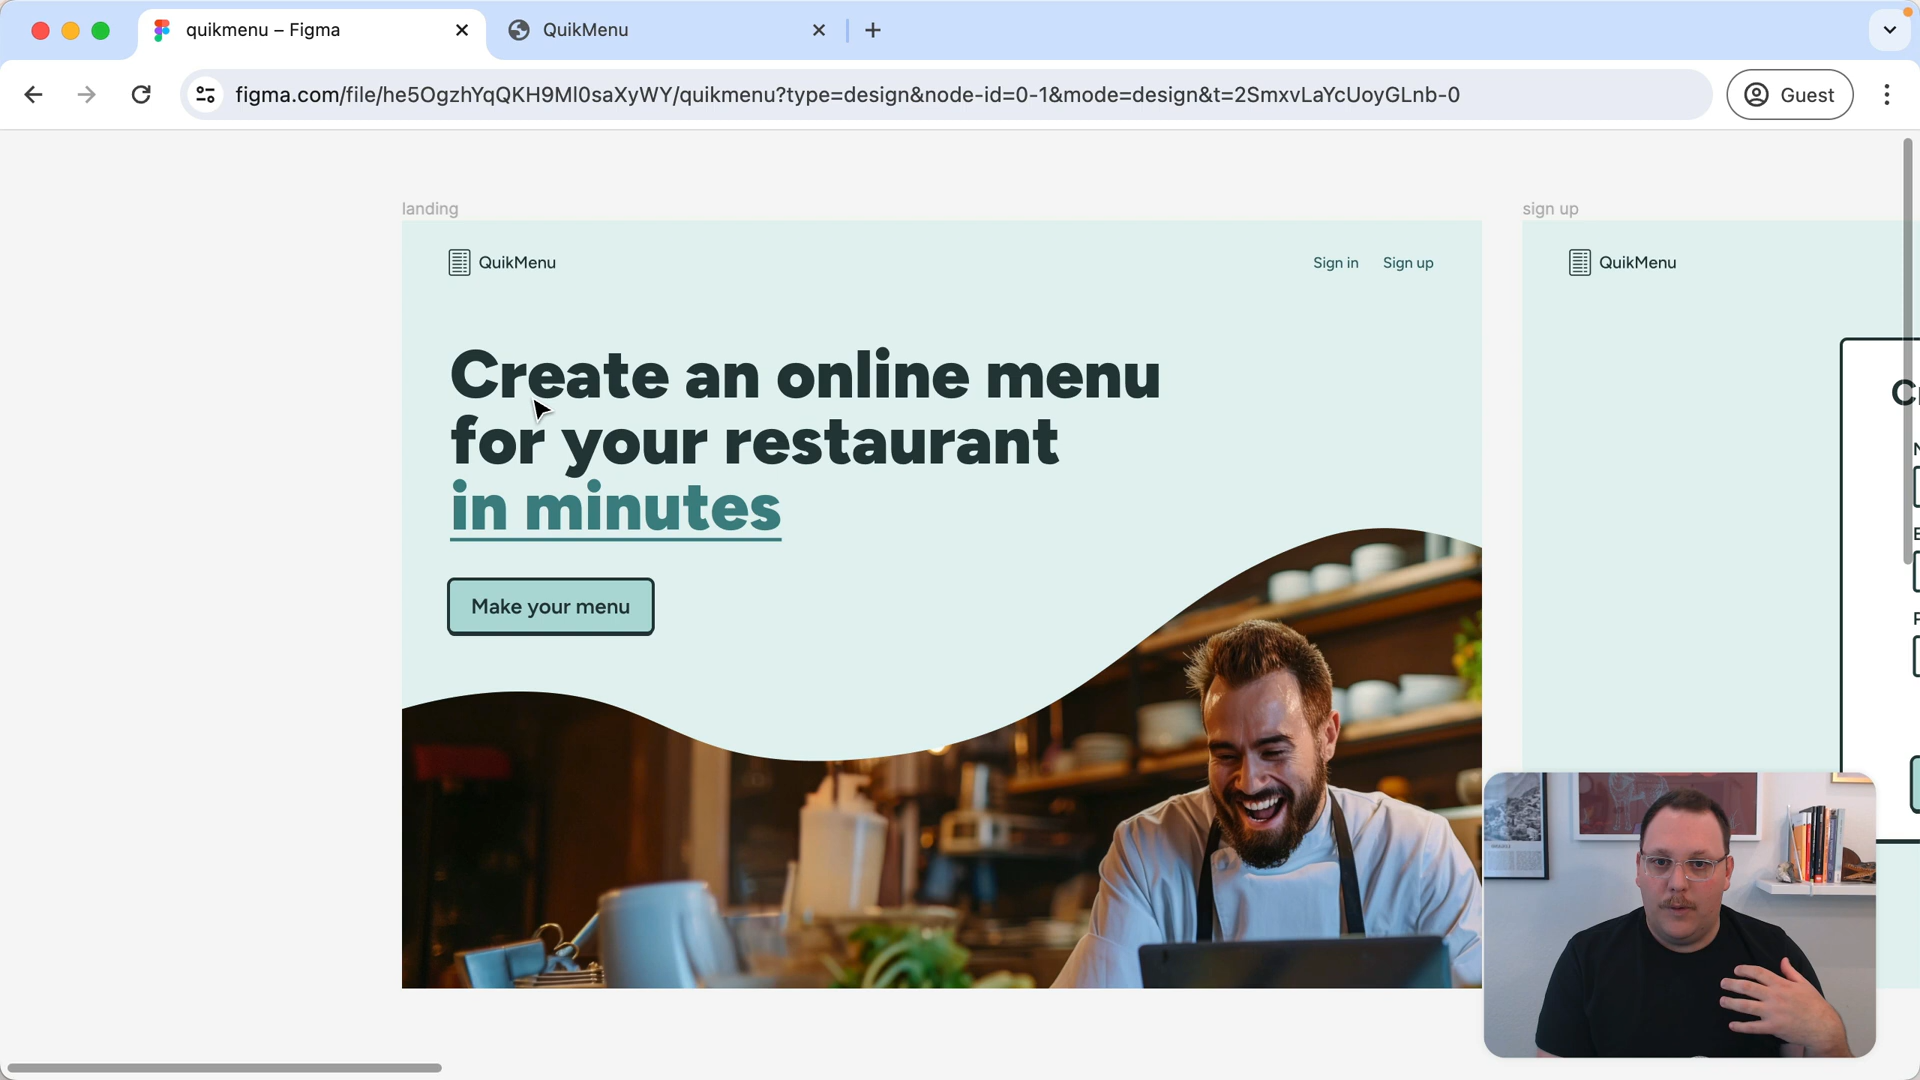 quikmenu – Figma
QuikMenu
figma.com/file/he5OgzhYqQKH9Ml0saXyWY/quikmenu?type=design&node-id=0-1&mode=design&t=2SmxvLaYcUoyGLnb-0
Guest
landing
sign up
QuikMenu
Sign in
Sign up
QuikMenu
Create an online menu
for your restaurant
in minutes
Make your menu